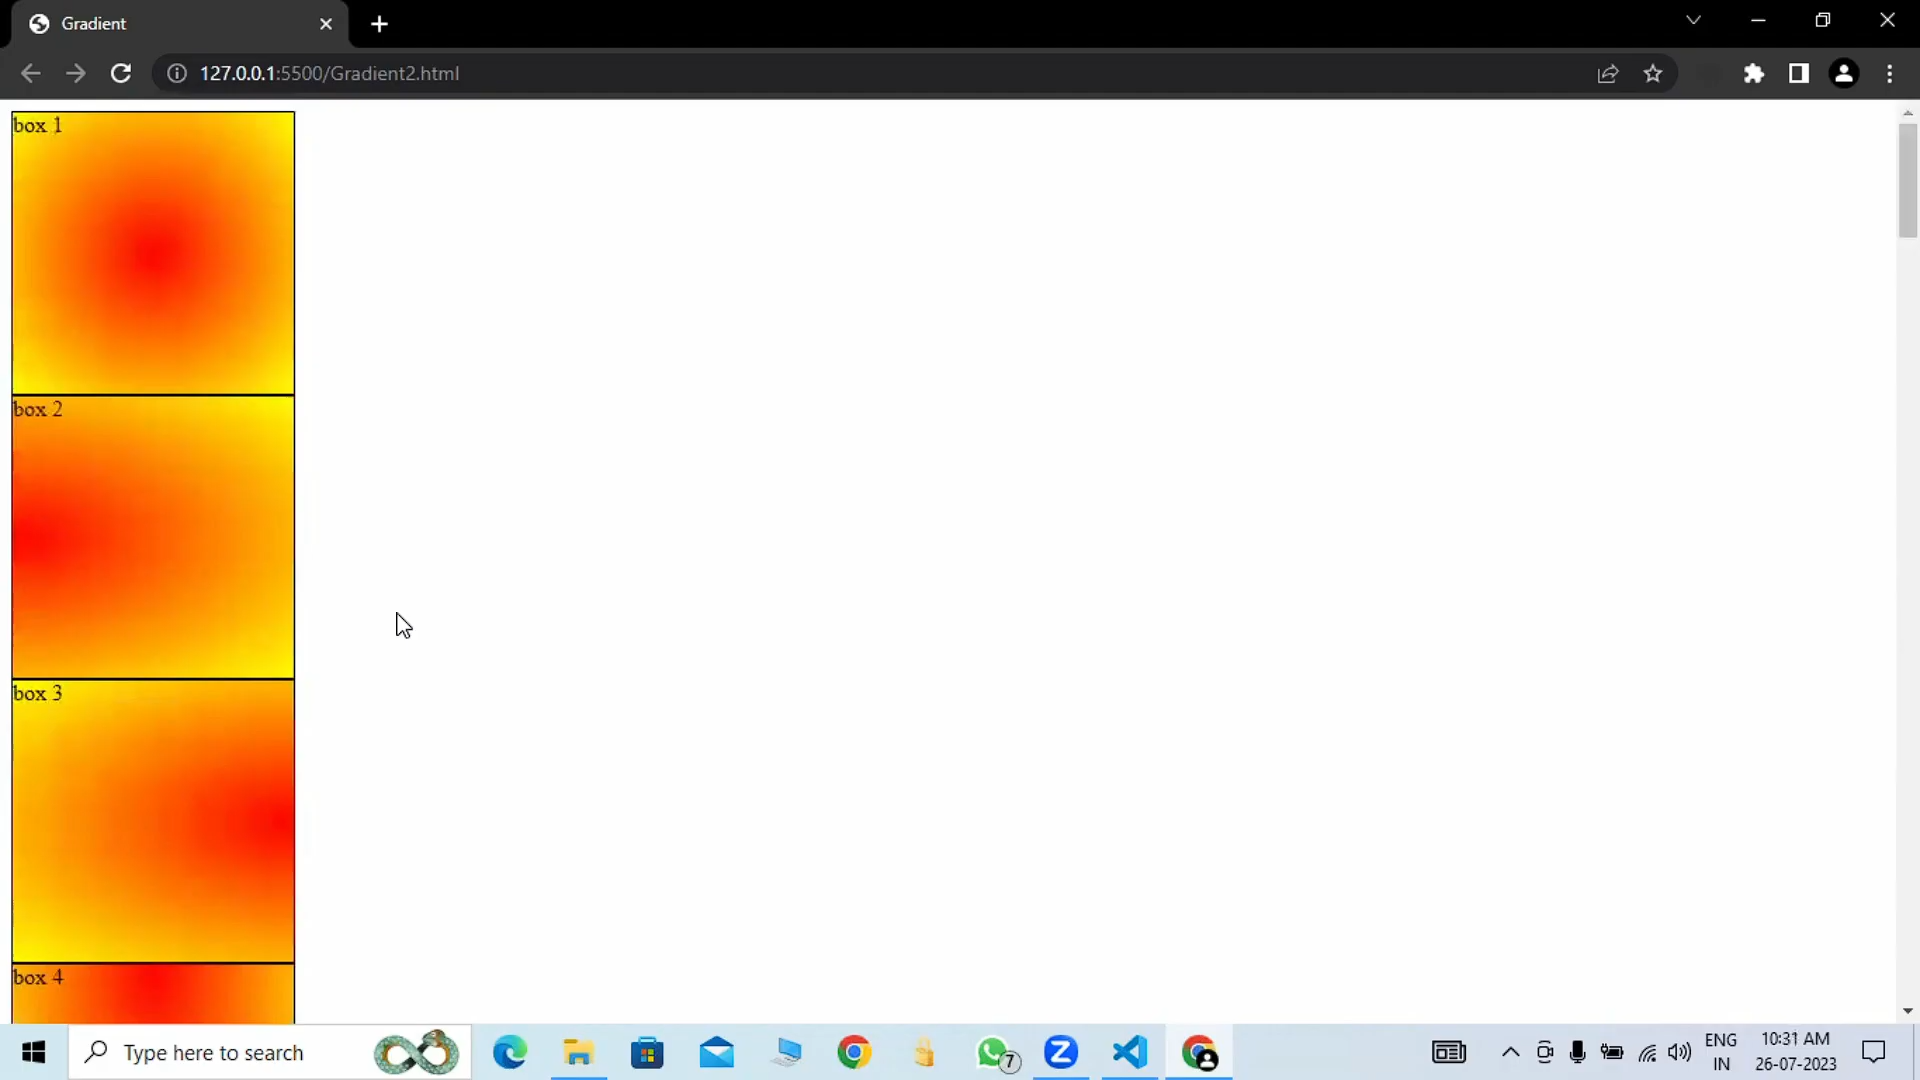 Gradient
127.0.0.1:5500/Gradient2.html
box 1
box 2
box 3
box 4
Type here to search
7
ENG
IN
10:31 AM
26-07-2023